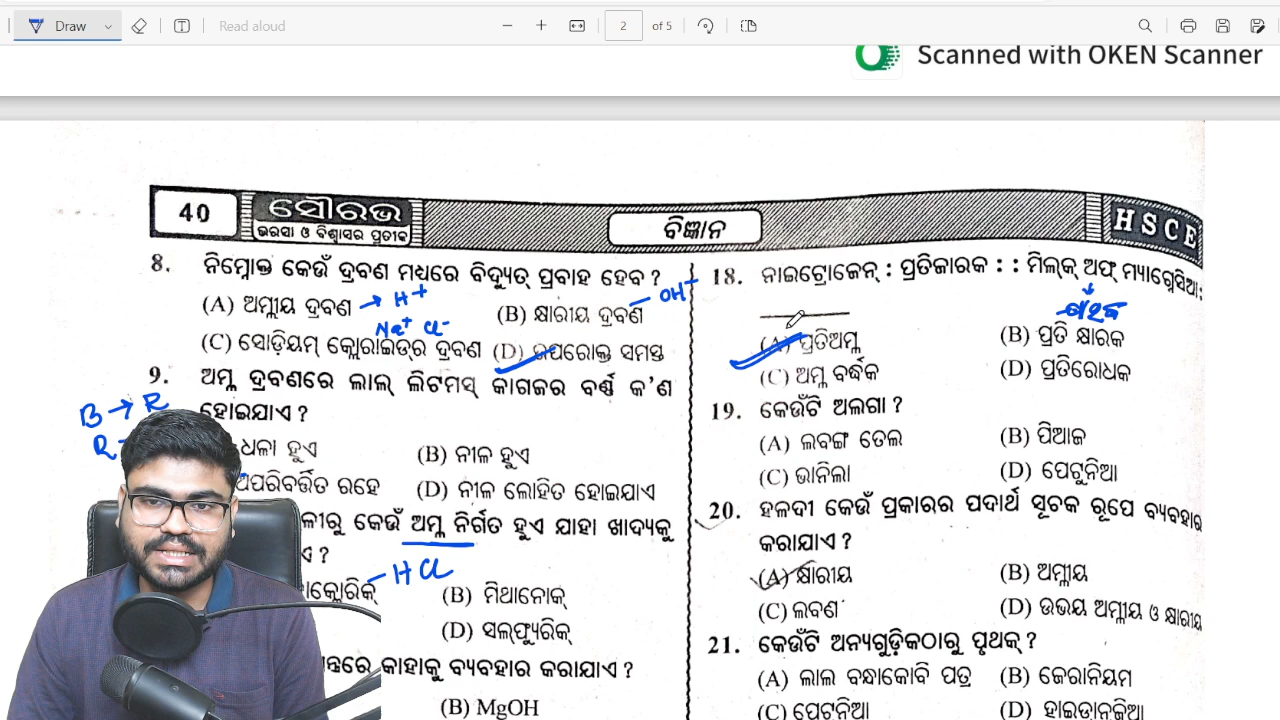 Draw
Read aloud
2 of 5
Scanned with OKEN Scanner
40
ସୌରଭ
ଭରସା ଓ ବିଶ୍ୱାସର ପ୍ରତୀକ
ବିଜ୍ଞାନ
HSCE
8. ନିମ୍ନୋକ୍ତ କେଉଁ ଦ୍ରବଣ ମଧ୍ୟରେ ବିଦ୍ୟୁତ୍ ପ୍ରବାହ ହେବ ?
(A) ଅମ୍ଳୀୟ ଦ୍ରବଣ → H+
(B) କ୍ଷାରୀୟ ଦ୍ରବଣ — OH-
Na+ Cl-
(C) ସୋଡ଼ିୟମ୍ କ୍ଲୋରାଇଡ୍‌ର ଦ୍ରବଣ (D) ଉପରୋକ୍ତ ସମସ୍ତ
9. ଅମ୍ଳ ଦ୍ରବଣରେ ଲାଲ୍ ଲିଟମସ୍ କାଗଜର ବର୍ଣ୍ଣ କ'ଣ
ହୋଇଯାଏ ?
B → R
R
ଧଳା ହୁଏ (B) ନୀଳ ହୁଏ
ଅପରିବର୍ତ୍ତିତ ରହେ (D) ନୀଳ ଲୋହିତ ହୋଇଯାଏ
କେଉଁ ଅମ୍ଳ ନିର୍ଗତ ହୁଏ ଯାହା ଖାଦ୍ୟକୁ
?
— HCl
(B) ମିଥାନୋକ୍
(D) ସଲ୍‌ଫ୍ୟୁରିକ୍
କାହାକୁ ବ୍ୟବହାର କରାଯାଏ ?
(B) MgOH
18. ନାଇଟ୍ରୋକେନ୍ : ପ୍ରତିକାରକ : : ମିଲ୍‌କ୍ ଅଫ୍ ମ୍ୟାଗ୍ନେସିଆ :
(A) ପ୍ରତିଅମ୍ଳ (B) ପ୍ରତି କ୍ଷାରକ
(C) ଅମ୍ଳ ବର୍ଦ୍ଧକ (D) ପ୍ରତିରୋଧକ
19. କେଉଁଟି ଅଲଗା ?
(A) ଲବଙ୍ଗ ତେଲ (B) ପିଆଜ
(C) ଭାନିଲା (D) ପେଟୁନିଆ
20. ହଳଦୀ କେଉଁ ପ୍ରକାରର ପଦାର୍ଥ ସୂଚକ ରୂପେ ବ୍ୟବହାର
କରାଯାଏ ?
(A) କ୍ଷାରୀୟ (B) ଅମ୍ଳୀୟ
(C) ଲବଣ (D) ଉଭୟ ଅମ୍ଳୀୟ ଓ କ୍ଷାରୀୟ
21. କେଉଁଟି ଅନ୍ୟଗୁଡ଼ିକଠାରୁ ପୃଥକ୍ ?
(A) ଲାଲ ବନ୍ଧାକୋବି ପତ୍ର (B) ଜେରାନିୟମ
(C) ପେଟୁନିଆ (D) ହାଇଡ୍ରାନ୍‌କିଆ